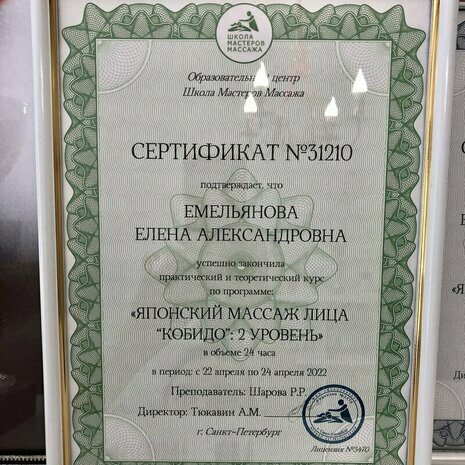 ШКОЛА
МАСТЕРОВ
МАССАЖА
Образовательный центр
Школа Мастеров Массажа
СЕРТИФИКАТ №31210
подтверждает, что
ЕМЕЛЬЯНОВА
ЕЛЕНА АЛЕКСАНДРОВНА
успешно закончила
практический и теоретический курс
по программе:
«ЯПОНСКИЙ МАССАЖ ЛИЦА
"КОБИДО": 2 УРОВЕНЬ»
в объеме 24 часа
в период: с 22 апреля по 24 апреля 2022
Преподаватель: Шарова Р.Р.
Директор: Тюкавин А.М.
г. Санкт-Петербург
Лицензия №3470